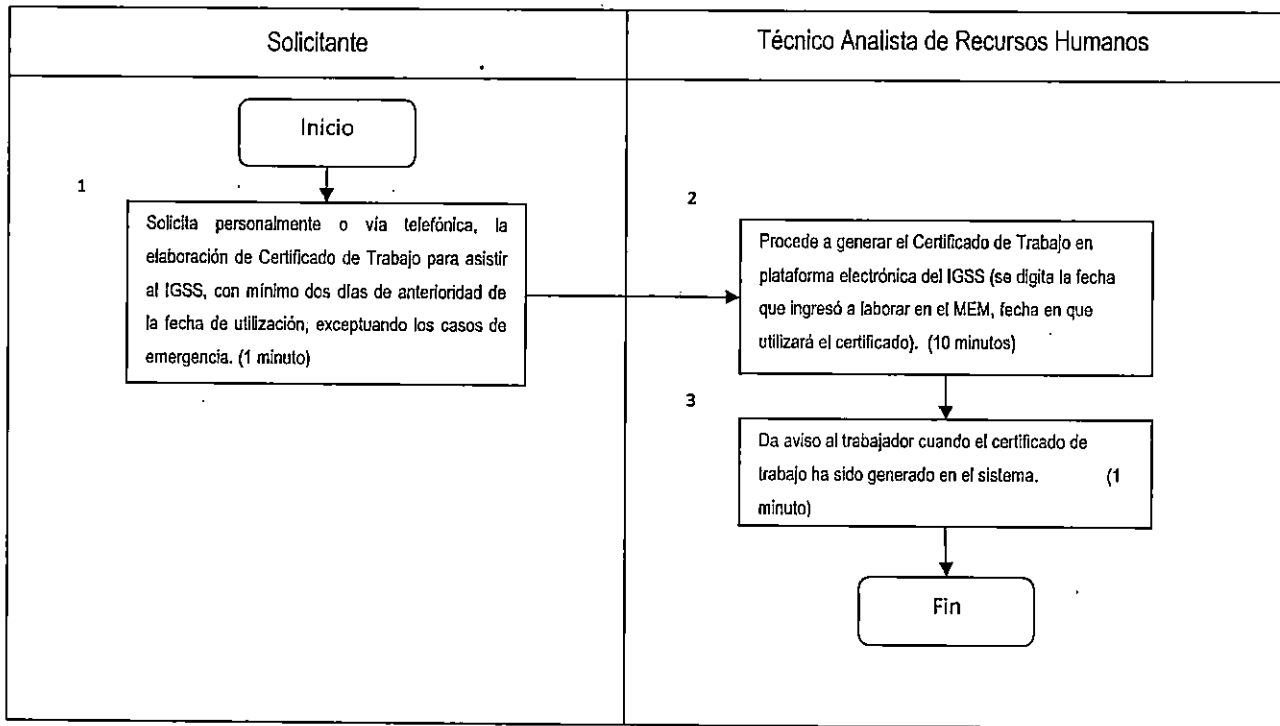 Solicitante
Técnico Analista de Recursos Humanos
Inicio
1
Solicita personalmente o vía telefónica, la
elaboración de Certificado de Trabajo para asistir
al IGSS, con mínimo dos días de anterioridad de
la fecha de utilización, exceptuando los casos de
emergencia. (1 minuto)
2
Procede a generar el Certificado de Trabajo en
plataforma electrónica del IGSS (se digita la fecha
que ingresó a laborar en el MEM, fecha en que
utilizará el certificado). (10 minutos)
3
Da aviso al trabajador cuando el certificado de
trabajo ha sido generado en el sistema. (1
minuto)
Fin